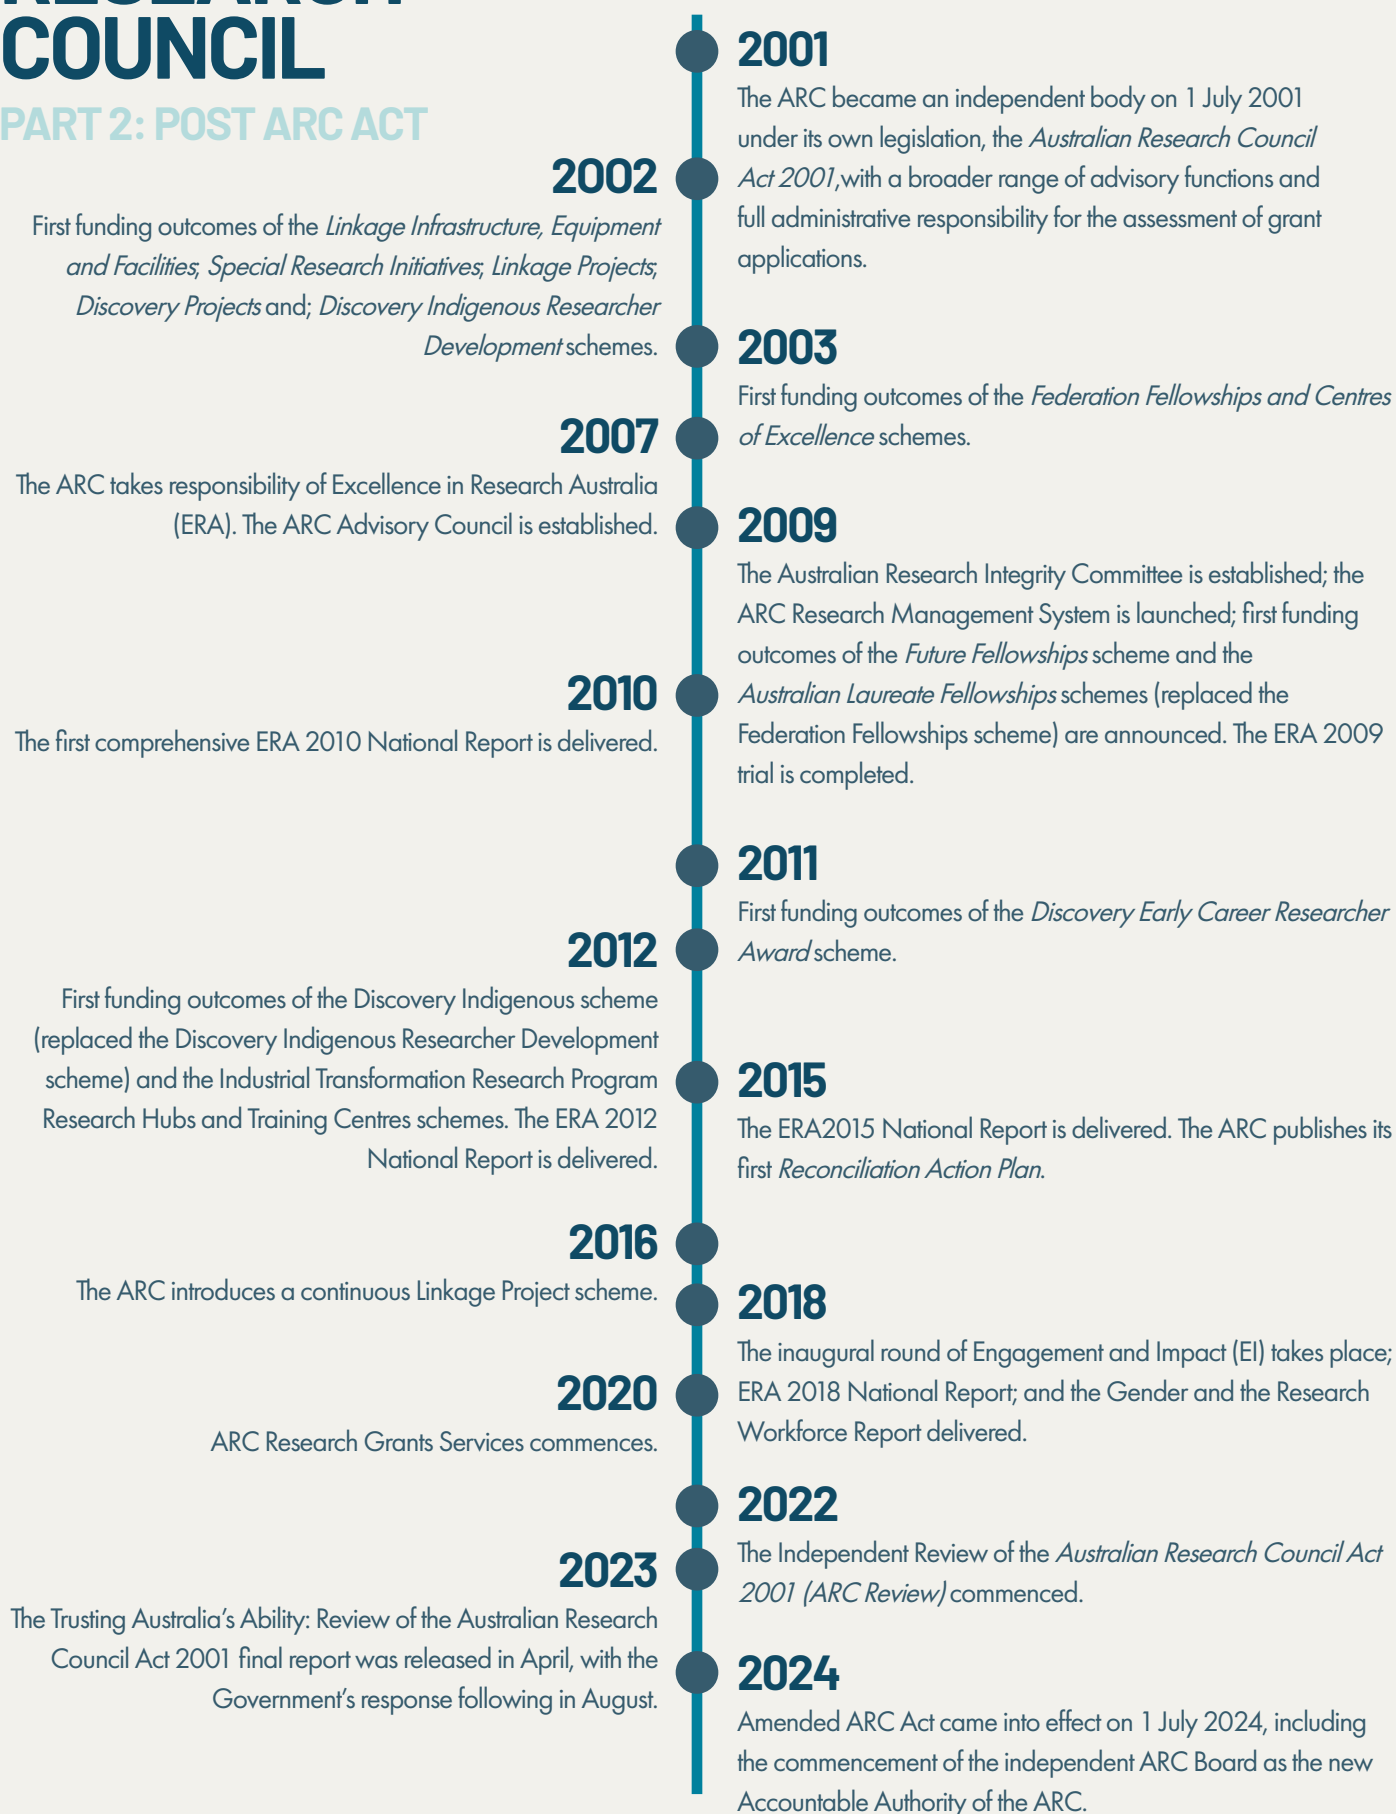 COUNCIL
PART 2: POST ARC ACT
2001
The ARC became an independent body on 1 July 2001
under its own legislation, the Australian Research Council
Act 2001,with a broader range of advisory functions and
full administrative responsibility for the assessment of grant
applications.
2002
First funding outcomes of the Linkage Infrastructure, Equipment
and Facilities; Special Research Initiatives; Linkage Projects;
Discovery Projects and; Discovery Indigenous Researcher
Development schemes.
2003
First funding outcomes of the Federation Fellowships and Centres
of Excellence schemes.
2007
The ARC takes responsibility of Excellence in Research Australia
(ERA). The ARC Advisory Council is established.
2009
The Australian Research Integrity Committee is established; the
ARC Research Management System is launched; first funding
outcomes of the Future Fellowships scheme and the
Australian Laureate Fellowships schemes (replaced the
Federation Fellowships scheme) are announced. The ERA 2009
trial is completed.
2010
The first comprehensive ERA 2010 National Report is delivered.
2011
First funding outcomes of the Discovery Early Career Researcher
Award scheme.
2012
First funding outcomes of the Discovery Indigenous scheme
(replaced the Discovery Indigenous Researcher Development
scheme) and the Industrial Transformation Research Program
Research Hubs and Training Centres schemes. The ERA 2012
National Report is delivered.
2015
The ERA2015 National Report is delivered. The ARC publishes its
first Reconciliation Action Plan.
2016
The ARC introduces a continuous Linkage Project scheme.
2018
The inaugural round of Engagement and Impact (EI) takes place;
ERA 2018 National Report; and the Gender and the Research
Workforce Report delivered.
2020
ARC Research Grants Services commences.
2022
The Independent Review of the Australian Research Council Act
2001 (ARC Review) commenced.
2023
The Trusting Australia's Ability: Review of the Australian Research
Council Act 2001 final report was released in April, with the
Government's response following in August.
2024
Amended ARC Act came into effect on 1 July 2024, including
the commencement of the independent ARC Board as the new
Accountable Authority of the ARC.